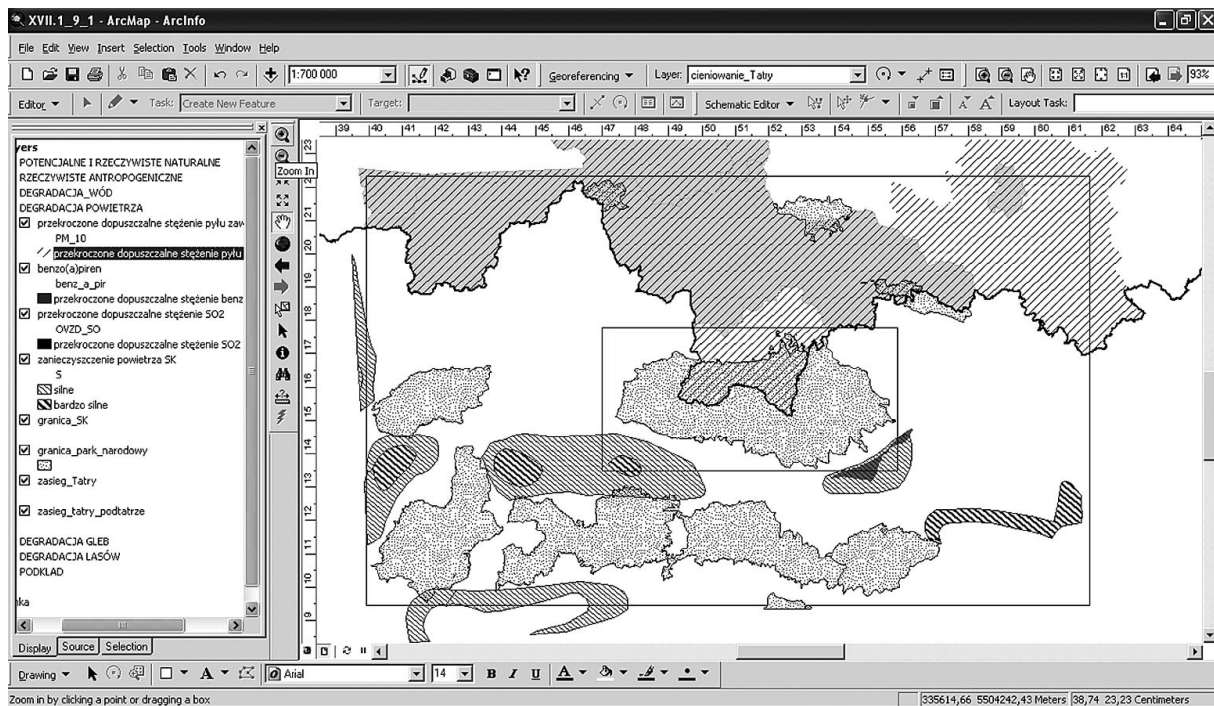 XVII.1_9_1 - ArcMap - ArcInfo
File Edit View Insert Selection Tools Window Help
1:700 000 Georeferencing Layer: cieniowanie_Tatry 93%
Editor Task: Create New Feature Target: Schematic Editor Layout Task:
39 40 41 42 43 44 45 46 47 48 49 50 51 52 53 54 55 56 57 58 59 60 61 62 63 64
yers
POTENCJALNE I RZECZYWISTE NATURALNE
RZECZYWISTE ANTROPOGENICZNE
DEGRADACJA_WÓD
DEGRADACJA POWIETRZA
przekroczone dopuszczalne stężenie pyłu zaw
PM_10
przekroczone dopuszczalne stężenie pyłu
benzo(a)piren
benz_a_pir
przekroczone dopuszczalne stężenie benz
przekroczone dopuszczalne stężenie SO2
OVZD_SO
przekroczone dopuszczalne stężenie SO2
zanieczyszczenie powietrza SK
S
silne
bardzo silne
granica_SK
granica_park_narodowy
zasieg_Tatry
zasieg_tatry_podtatrze
DEGRADACJA GLEB
DEGRADACJA LASÓW
PODKŁAD
ka
Zoom In
23
21
20
19
18
17
16
15
14
13
12
11
10
9
Display Source Selection
Drawing A Arial 14 B I U A
Zoom in by clicking a point or dragging a box
335614,66 5504242,43 Meters 38,74 23,23 Centimeters